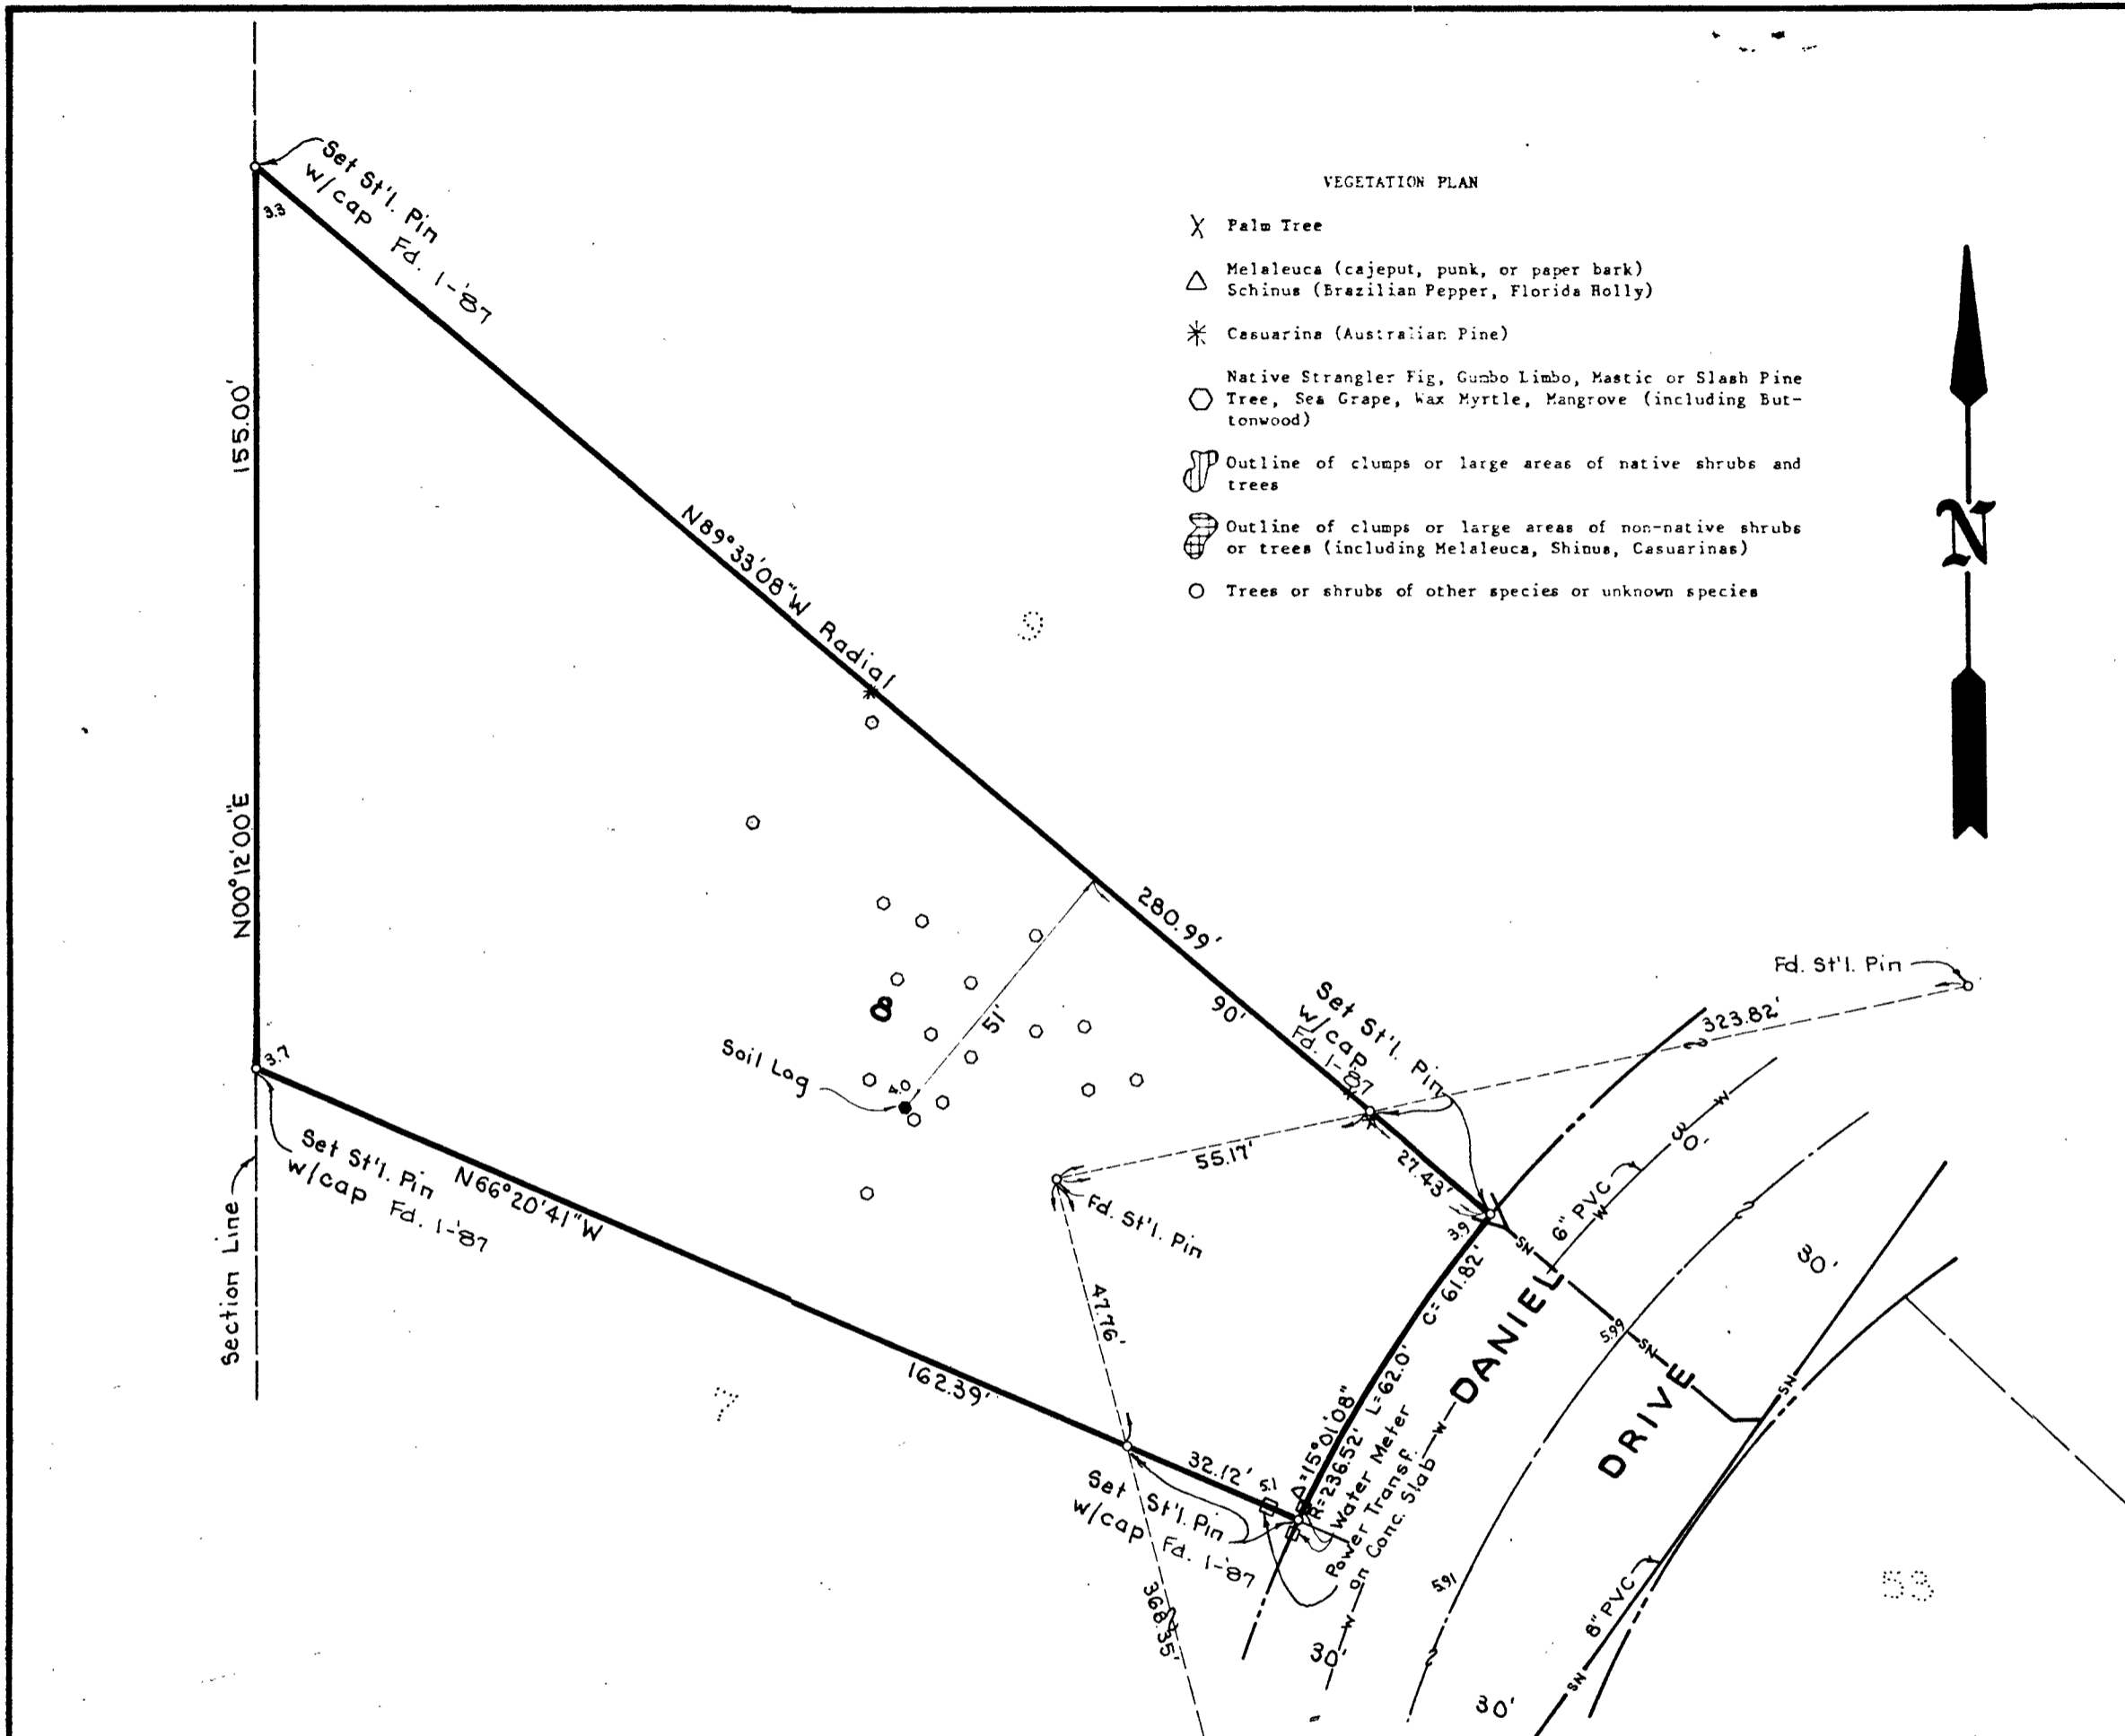 VEGETATION PLAN
Palm Tree
Melaleuca (cajeput, punk, or paper bark)
Schinus (Brazilian Pepper, Florida Holly)
Casuarina (Australian Pine)
Native Strangler Fig, Gumbo Limbo, Mastic or Slash Pine
Tree, Sea Grape, Wax Myrtle, Mangrove (including But-
tonwood)
Outline of clumps or large areas of native shrubs and
trees
Outline of clumps or large areas of non-native shrubs
or trees (including Melaleuca, Shinus, Casuarinas)
Trees or shrubs of other species or unknown species
N
Set St'l. Pin
w/cap Fd. 1-'87
3.3
155.00'
N00°12'00"E
N89°33'08"W Radial
9
280.99'
90'
51'
8
Soil Log
4.0
3.7
Set St'l. Pin
w/cap Fd. 1-'87
Section Line
N66°20'41"W
162.39'
7
Set St'l. Pin
w/cap
Fd. 1-'87
Fd. St'l. Pin
323.82'
55.17'
27.43'
Fd. St'l. Pin
47.76'
3.9
C=61.82'
L=62.0'
Δ=15°01'08"
R=236.52'
32.12'
5.1
Set St'l. Pin
w/cap Fd. 1-'87
368.35'
Water Meter
Power Transf.
on Conc. Slab
DANIEL
DRIVE
6" PVC
W
W
W
W
30'
30'
30'
30'
SN
SN
SN
SN
5.99
5.91
8" PVC
53